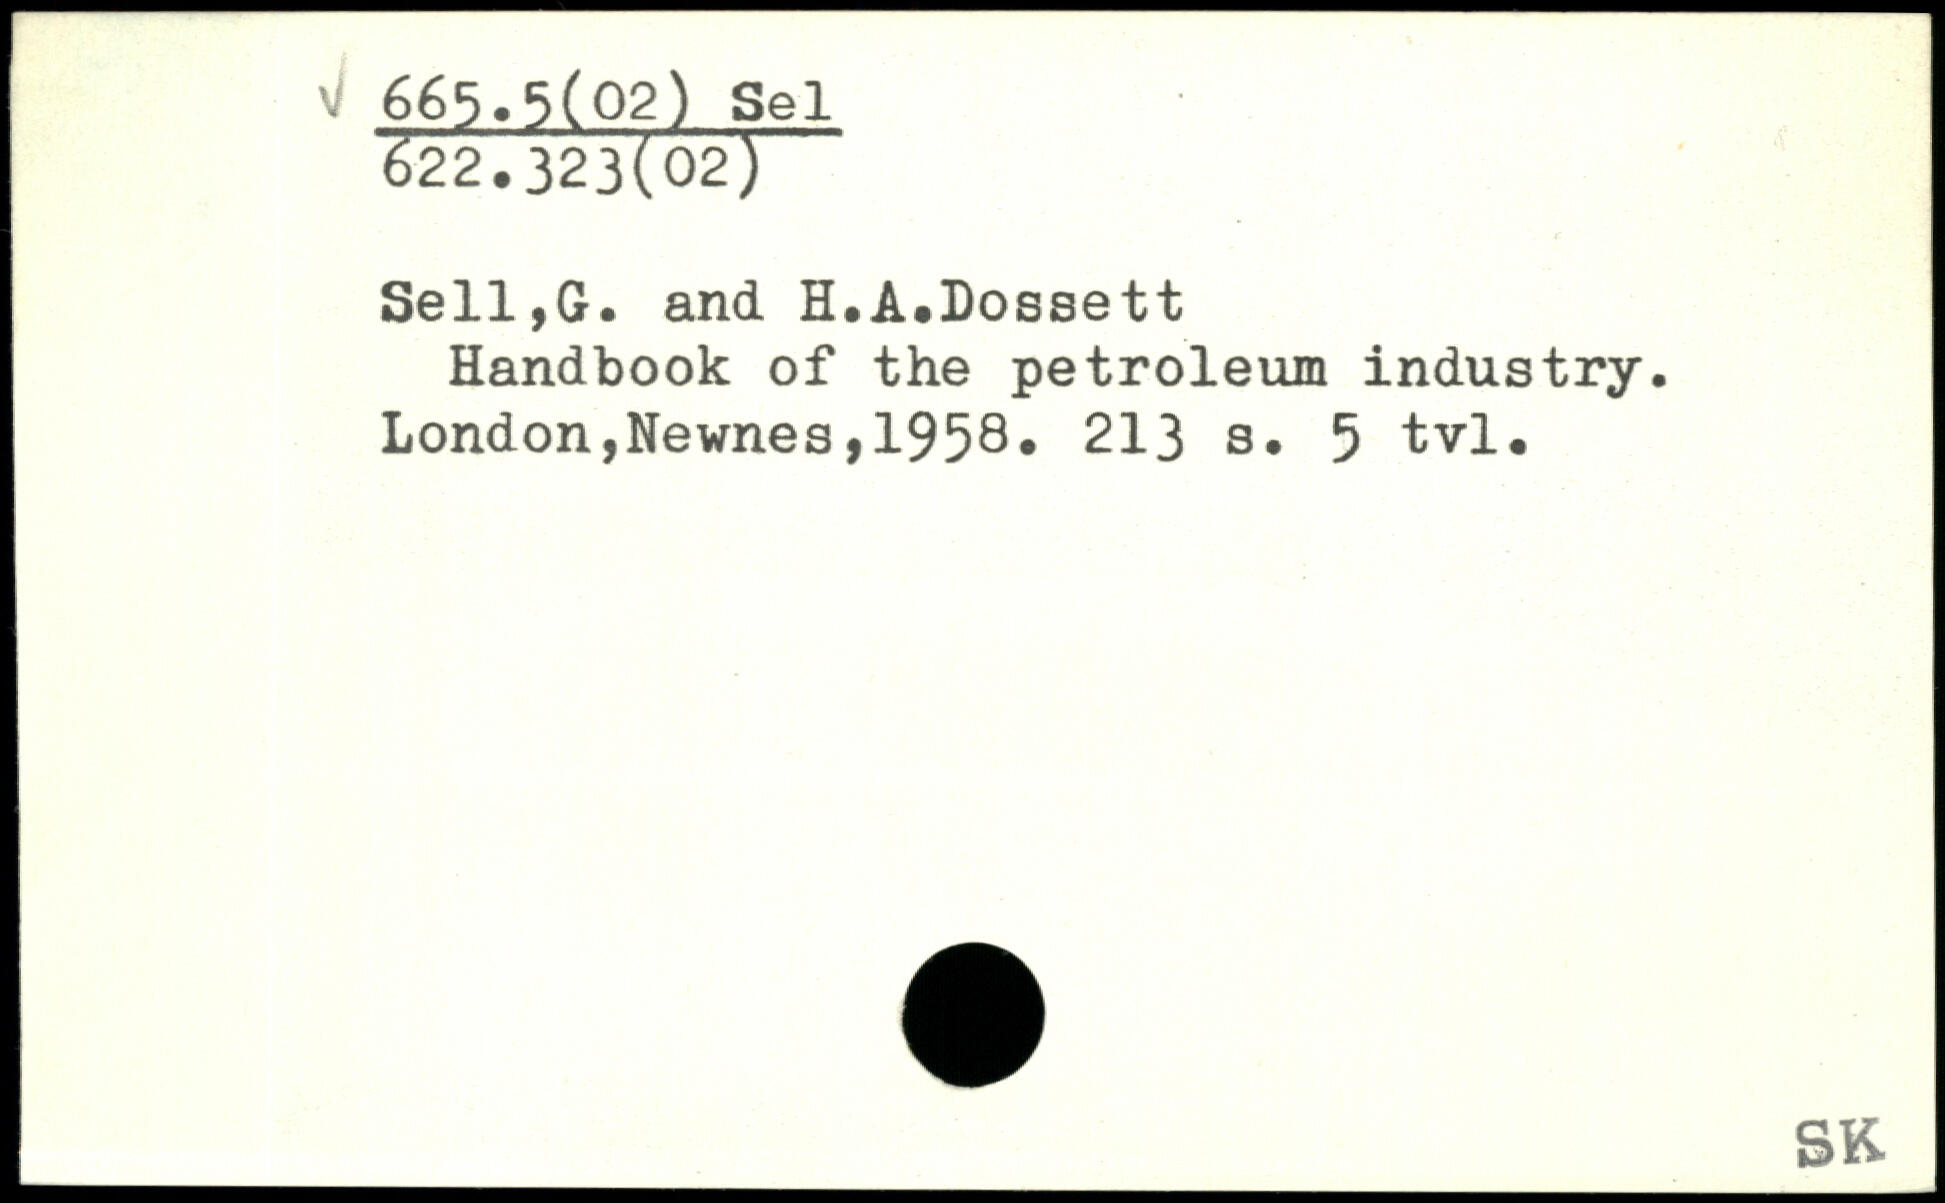 665.5(02) Sel
622.323(02)
Sell,G. and H.A.Dossett
Handbook of the petroleum industry.
London,Newnes,1958. 213 s. 5 tvl.
SK